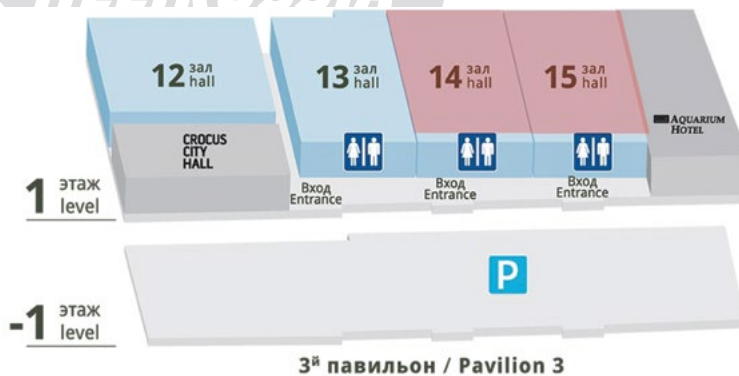 12 зал
hall
13 зал
hall
14 зал
hall
15 зал
hall
CROCUS
CITY
HALL
AQUARIUM
HOTEL
Вход
Entrance
Вход
Entrance
Вход
Entrance
1 этаж
level
P
-1 этаж
level
3й павильон / Pavilion 3